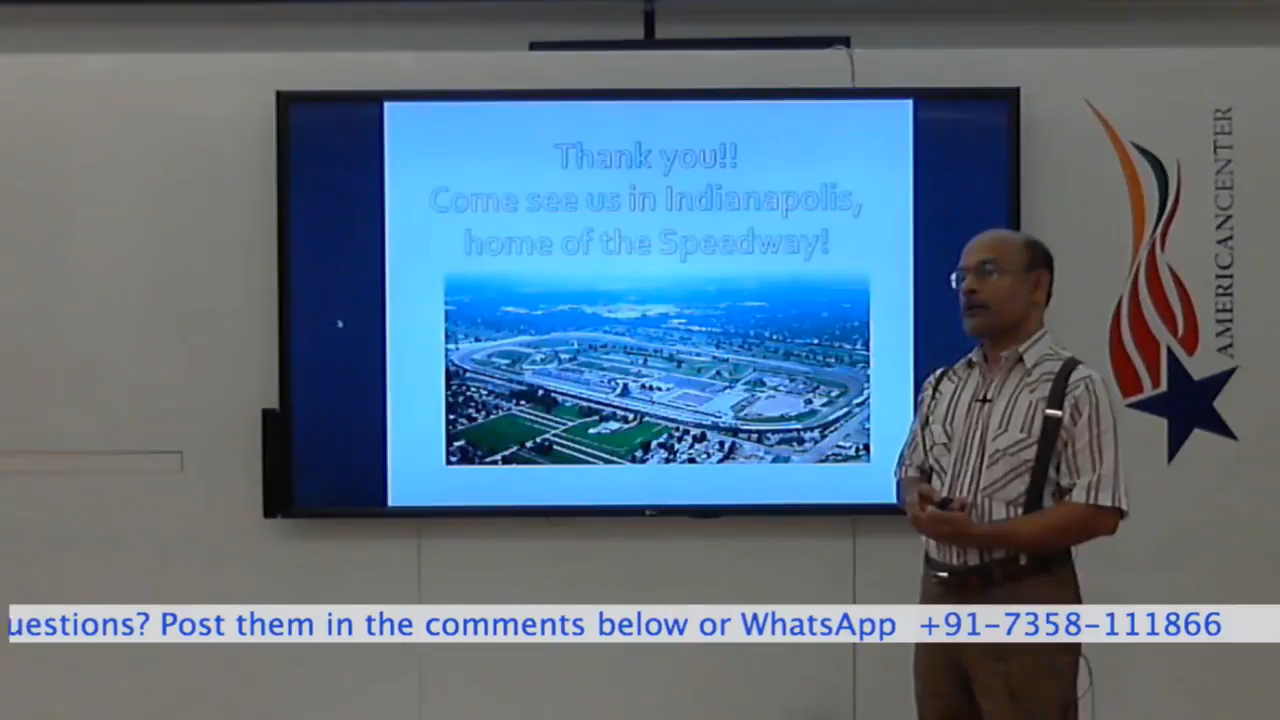 Thank you!!
Come see us in Indianapolis,
home of the Speedway!
AMERICANCENTER
uestions? Post them in the comments below or WhatsApp +91-7358-111866